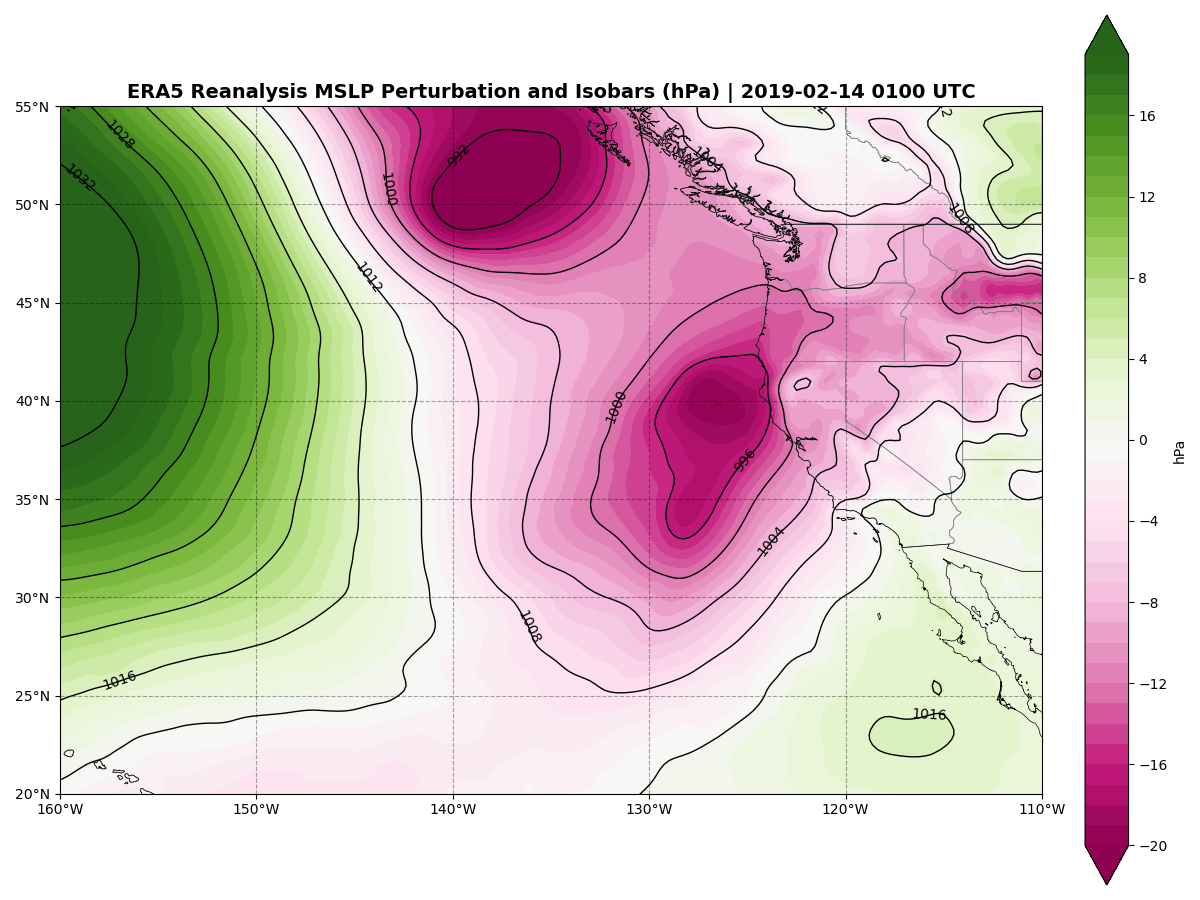 ERA5 Reanalysis MSLP Perturbation and Isobars (hPa) | 2019-02-14 0100 UTC
55°N
50°N
45°N
40°N
35°N
30°N
25°N
20°N
160°W
150°W
140°W
130°W
120°W
110°W
1028
1032
992
1000
1004
1008
1012
1000
996
1004
1008
1016
1016
16
12
8
4
0
−4
−8
−12
−16
−20
hPa